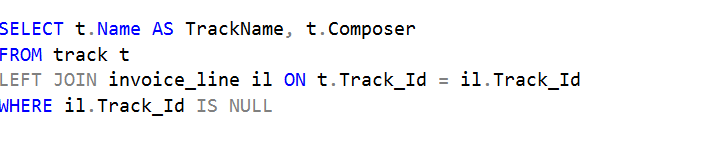 SELECT t.Name AS TrackName, t.Composer
FROM track t
LEFT JOIN invoice_line il ON t.Track_Id = il.Track_Id
WHERE il.Track_Id IS NULL